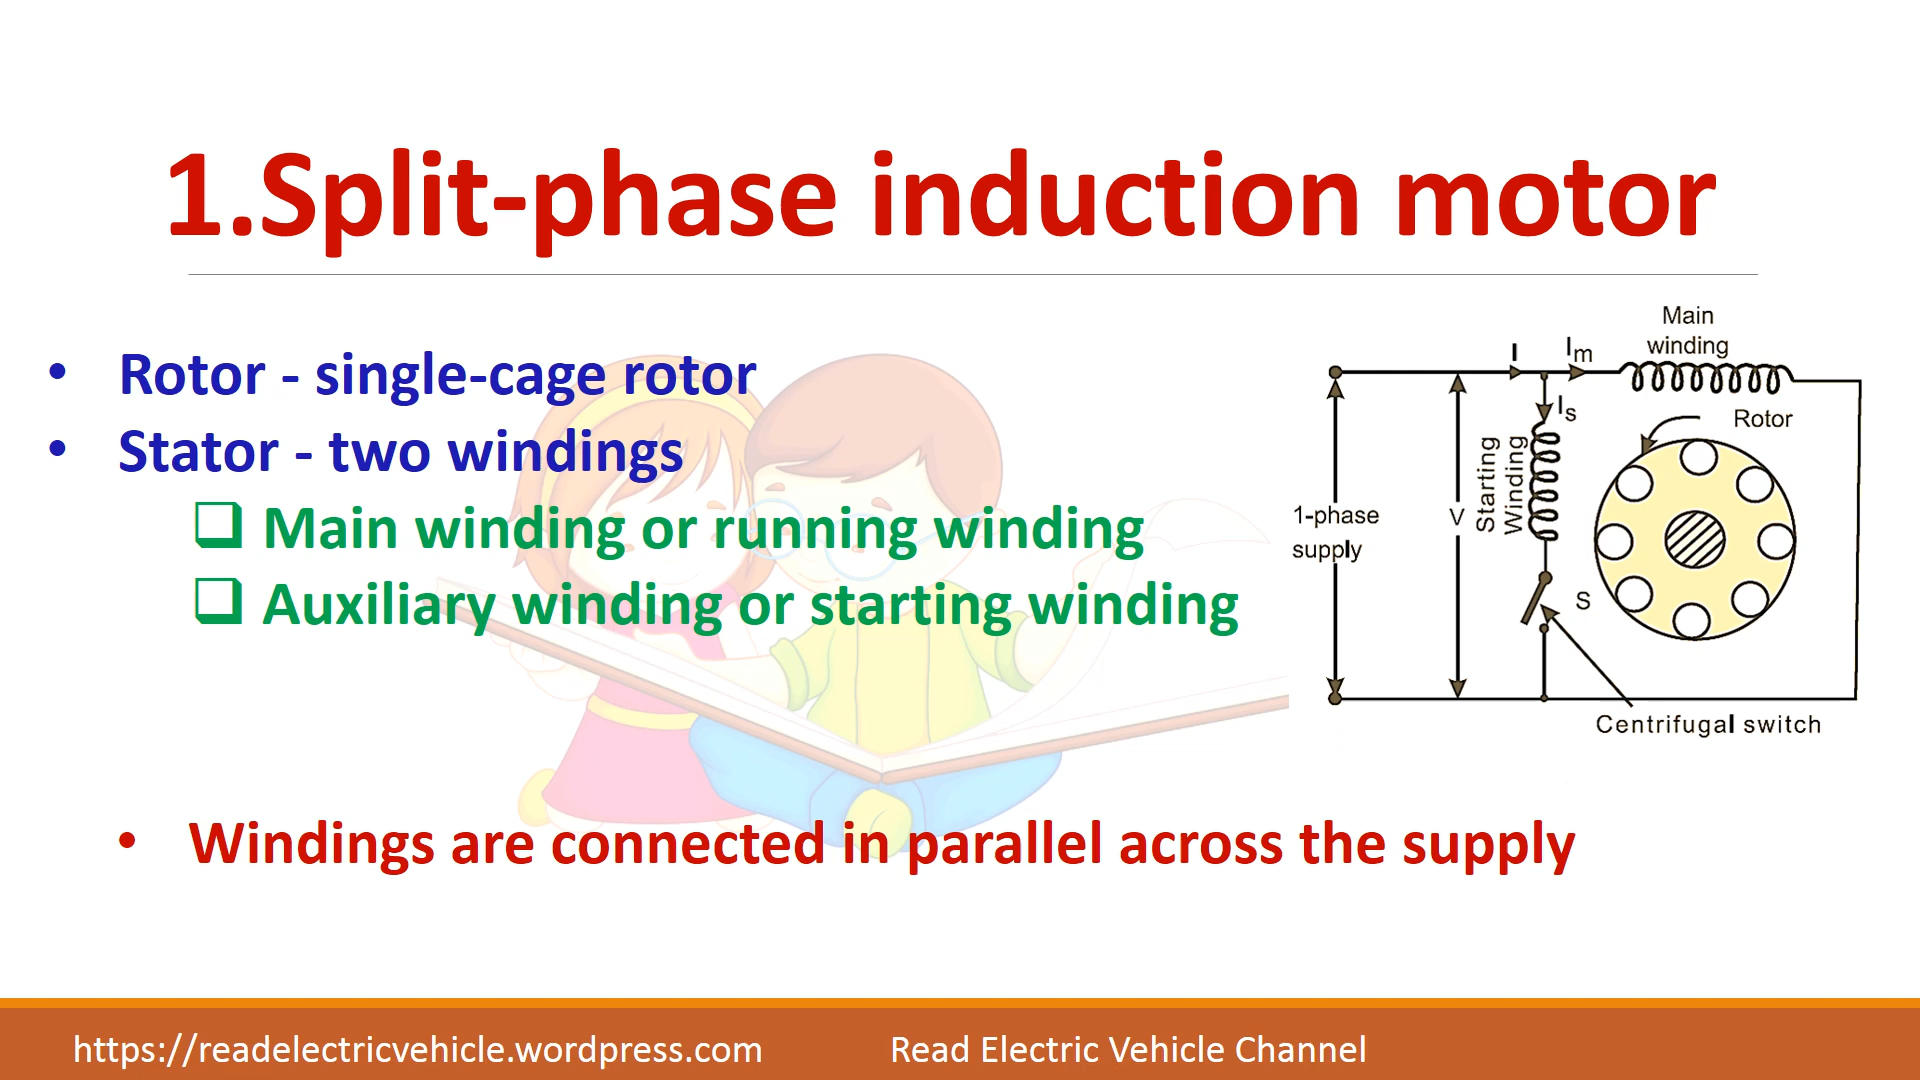 1.Split-phase induction motor
• Rotor - single-cage rotor
• Stator - two windings
❑ Main winding or running winding
❑ Auxiliary winding or starting winding
Main
winding
I
Im
Is
Rotor
Starting
Winding
1-phase
supply
V
S
Centrifugal switch
• Windings are connected in parallel across the supply
https://readelectricvehicle.wordpress.com
Read Electric Vehicle Channel